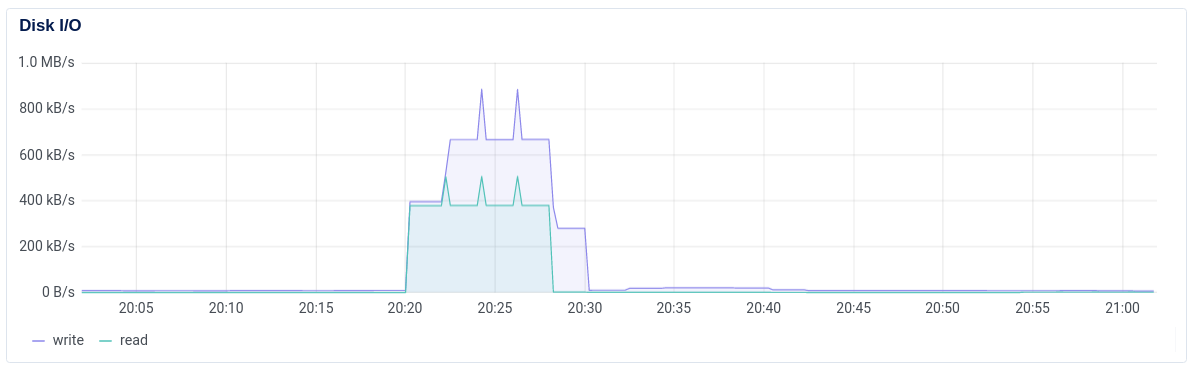 Disk I/O
1.0 MB/s
800 kB/s
600 kB/s
400 kB/s
200 kB/s
0 B/s
20:05 20:10 20:15 20:20 20:25 20:30 20:35 20:40 20:45 20:50 20:55 21:00
write read